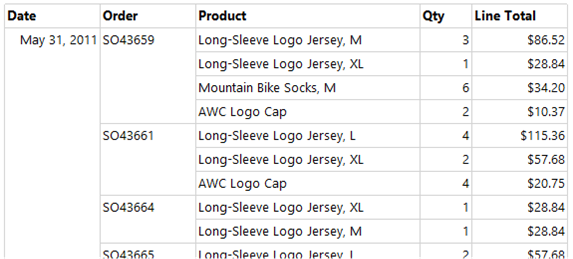 Date Order Product Qty Line Total
May 31, 2011 SO43659 Long-Sleeve Logo Jersey, M 3 $86.52
Long-Sleeve Logo Jersey, XL 1 $28.84
Mountain Bike Socks, M 6 $34.20
AWC Logo Cap 2 $10.37
SO43661 Long-Sleeve Logo Jersey, L 4 $115.36
Long-Sleeve Logo Jersey, XL 2 $57.68
AWC Logo Cap 4 $20.75
SO43664 Long-Sleeve Logo Jersey, XL 1 $28.84
Long-Sleeve Logo Jersey, M 1 $28.84
SO43665 Long-Sleeve Logo Jersey, L 2 $57.68